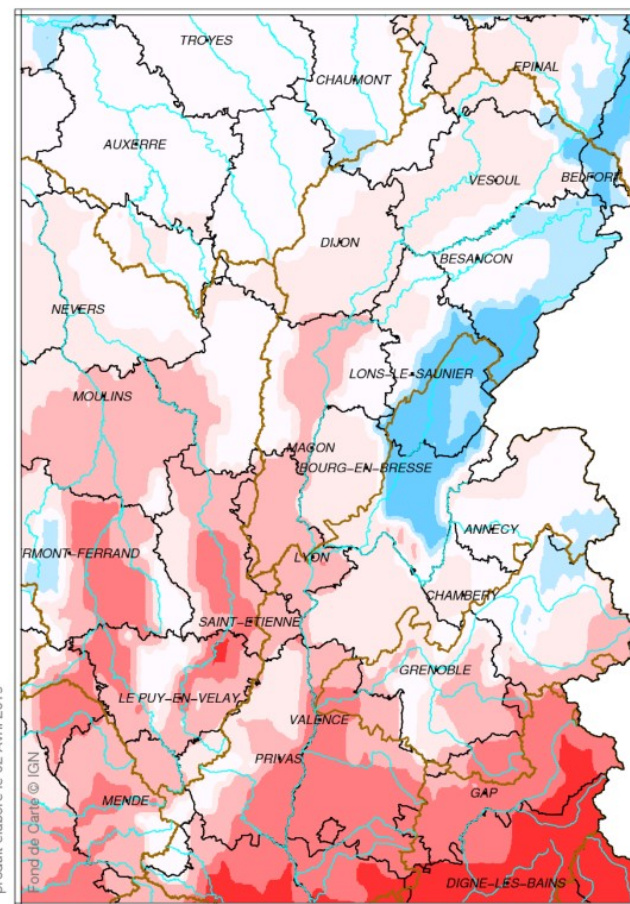 TROYES
CHAUMONT
EPINAL
AUXERRE
VESOUL
BEDFORT
DIJON
BESANCON
NEVERS
LONS-LE-SAUNIER
MOULINS
MACON
BOURG-EN-BRESSE
ANNECY
RMONT-FERRAND
LYON
CHAMBERY
SAINT-ETIENNE
GRENOBLE
LE PUY-EN-VELAY
VALENCE
PRIVAS
MENDE
GAP
DIGNE-LES-BAINS
Fond de Carte © IGN